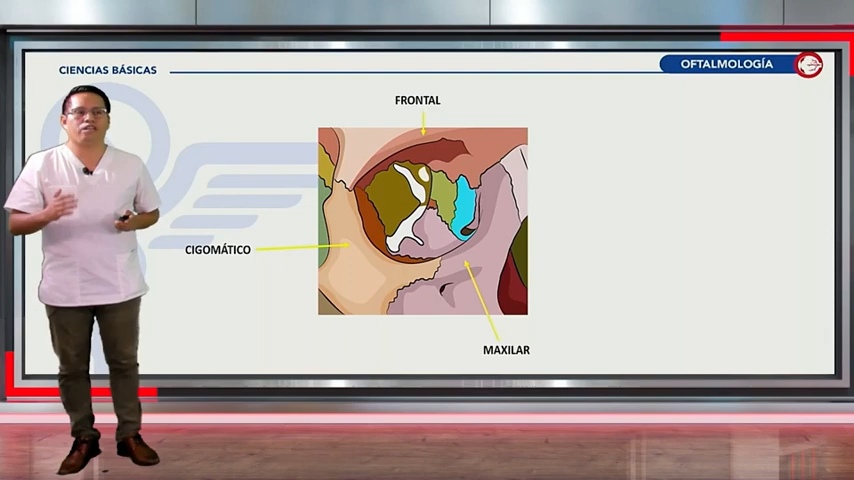 CIENCIAS BÁSICAS
OFTALMOLOGÍA
FRONTAL
CIGOMÁTICO
MAXILAR